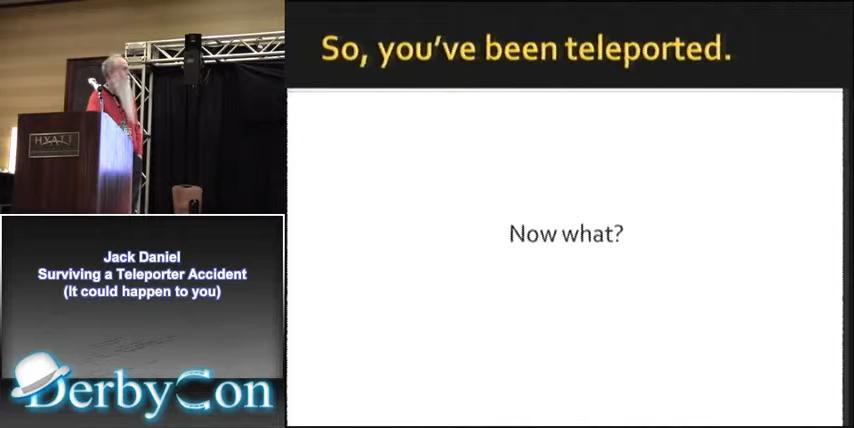 So, you've been teleported.
Now what?
HYATT
Jack Daniel
Surviving a Teleporter Accident
(It could happen to you)
DerbyCon